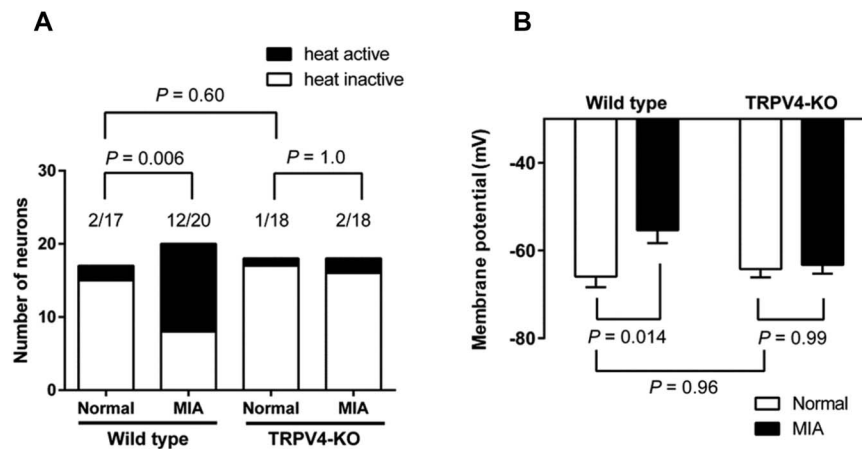 A
heat active
heat inactive
P = 0.60
P = 0.006
P = 1.0
2/17
12/20
1/18
2/18
Number of neurons
30
20
10
0
Normal
MIA
Normal
MIA
Wild type
TRPV4-KO
B
Wild type
TRPV4-KO
Membrane potential (mV)
-40
-60
-80
P = 0.014
P = 0.99
P = 0.96
Normal
MIA